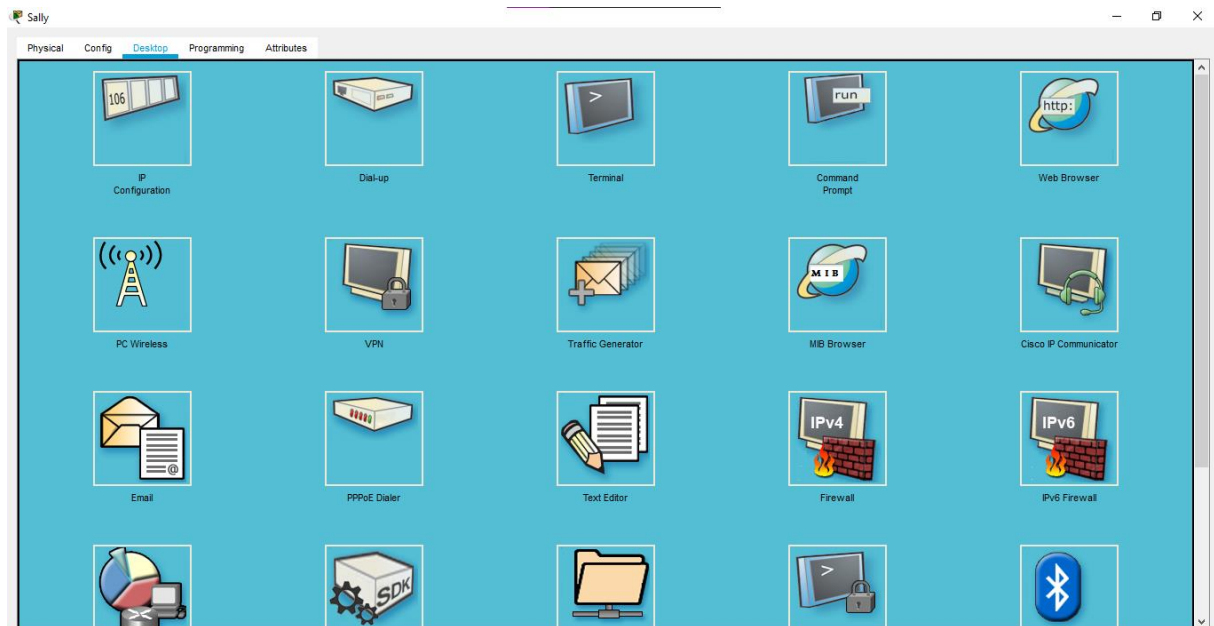 Sally
Physical Config Desktop Programming Attributes
106
>
run
http:
IP
Configuration
Dial-up
Terminal
Command
Prompt
Web Browser
MIB
PC Wireless
VPN
Traffic Generator
MIB Browser
Cisco IP Communicator
@
IPv4
IPv6
Email
PPPoE Dialer
Text Editor
Firewall
IPv6 Firewall
SDK
>